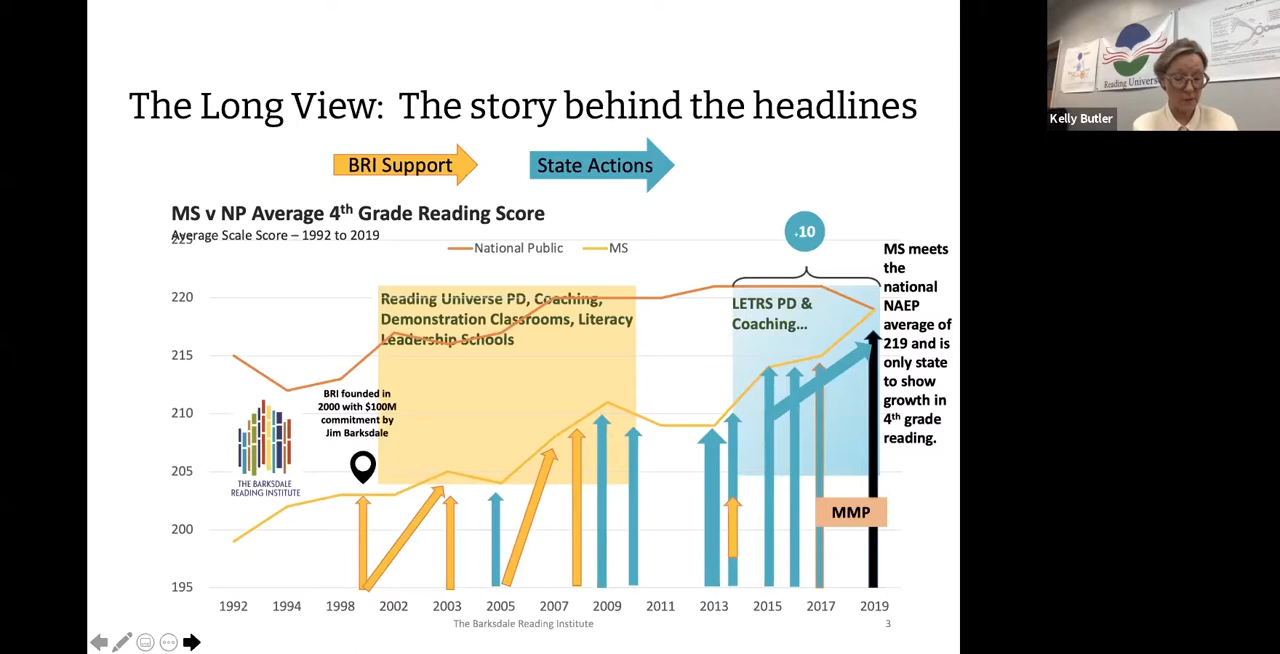 The Long View: The story behind the headlines
BRI Support
State Actions
MS v NP Average 4th Grade Reading Score
Average Scale Score – 1992 to 2019
National Public
MS
.10
225
220
215
210
205
200
195
Reading Universe PD, Coaching,
Demonstration Classrooms, Literacy
Leadership Schools
LETRS PD &
Coaching…
MS meets
the
national
NAEP
average of
219 and is
only state
to show
growth in
4th grade
reading.
BRI founded in
2000 with $100M
commitment by
Jim Barksdale
THE BARKSDALE
READING INSTITUTE
MMP
1992
1994
1998
2002
2003
2005
2007
2009
2011
2013
2015
2017
2019
The Barksdale Reading Institute
3
Kelly Butler
Reading Univers